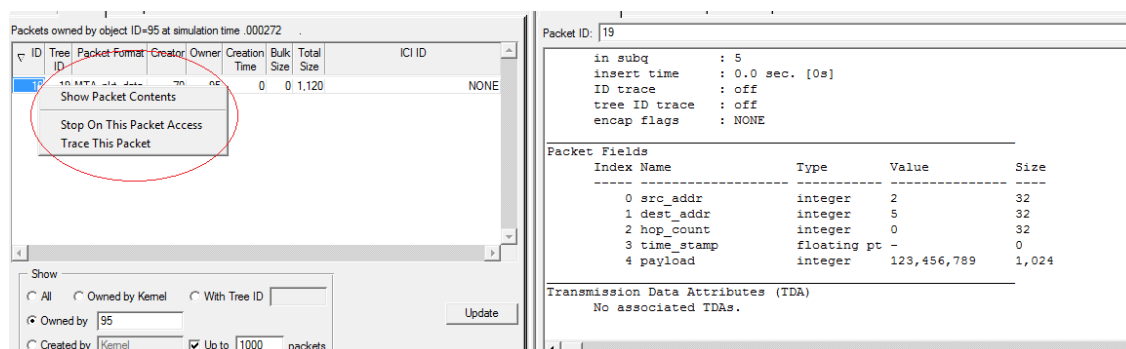 Packets owned by object ID=95 at simulation time .000272 .
ID Tree ID Packet Format Creator Owner Creation Time Bulk Size Total Size ICI ID
19 19 MTA_pkt_data 70 95 0 0 1,120 NONE
Show Packet Contents
Stop On This Packet Access
Trace This Packet
Show
All Owned by Kernel With Tree ID
Owned by 95
Update
Created by Kernel Up to 1000 packets
Packet ID: 19
in subq : 5
insert time : 0.0 sec. [0s]
ID trace : off
tree ID trace : off
encap flags : NONE
Packet Fields
Index Name Type Value Size
----- -------------------- ----------- --------------- ----
0 src_addr integer 2 32
1 dest_addr integer 5 32
2 hop_count integer 0 32
3 time_stamp floating pt - 0
4 payload integer 123,456,789 1,024
Transmission Data Attributes (TDA)
No associated TDAs.